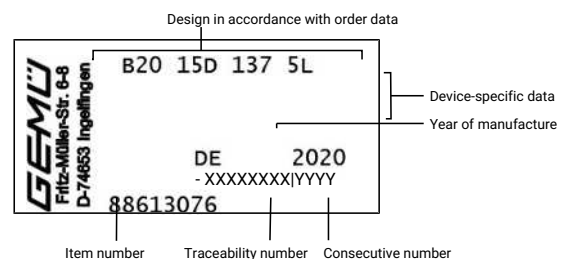 Design in accordance with order data
GEMÜ
Fritz-Müller-Str. 6-8
D-74653 Ingelfingen
B20 15D 137 5L
Device-specific data
Year of manufacture
DE 2020
- XXXXXXXX|YYYY
88613076
Item number Traceability number Consecutive number